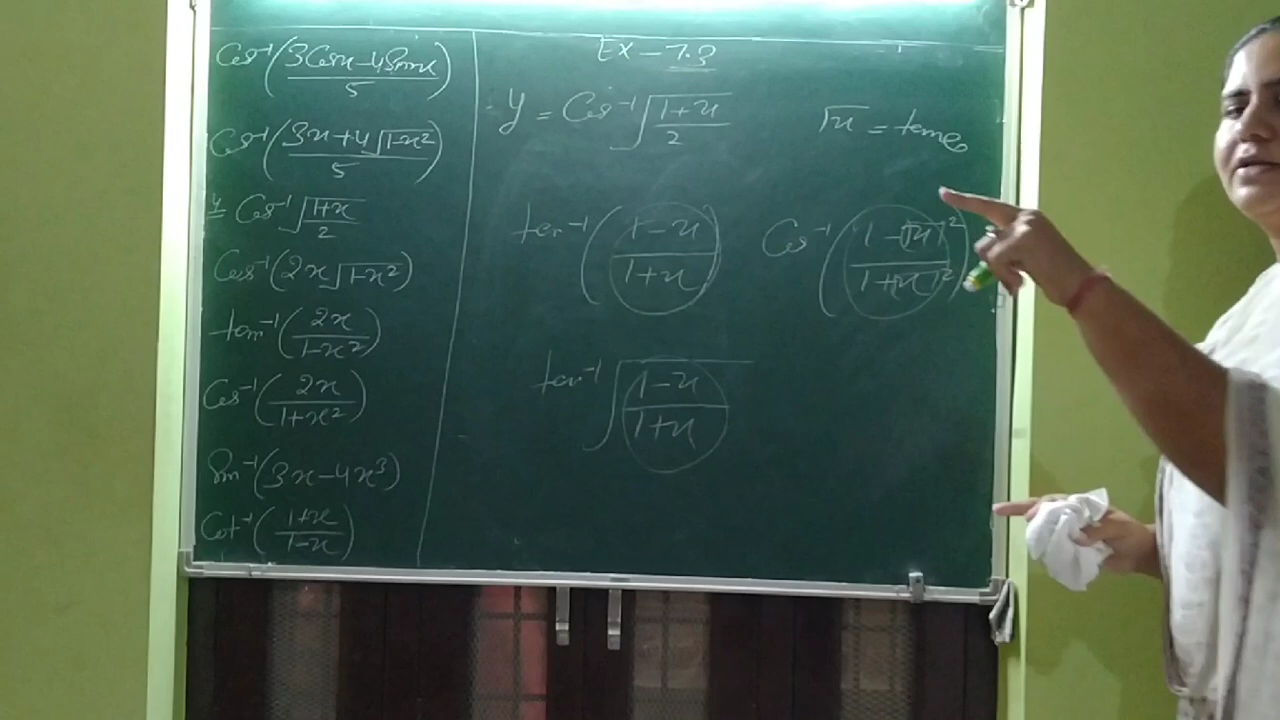 Cos⁻¹(3Cosx-4Sinx/5)
Cos⁻¹(3x+4√1-x²/5)
y = Cos⁻¹√1+x/2
Cos⁻¹(2x√1-x²)
tan⁻¹(2x/1-x²)
Cos⁻¹(2x/1+x²)
Sin⁻¹(3x-4x³)
Cot⁻¹(1+x/1-x)
EX-7.3
y = Cos⁻¹√1+x/2
√x = tanθ
tan⁻¹(1-x/1+x)
Cos⁻¹(1-(√x)²/1+(√x)²)
tan⁻¹√1-x/1+x